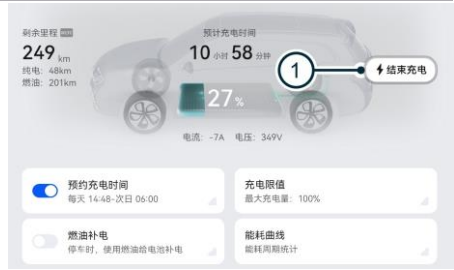 剩余里程
249 km
纯电: 48km
燃油: 201km
预计充电时间
10 小时 58 分钟
1
结束充电
27%
电流: -7A 电压: 349V
预约充电时间
每天 14:48-次日 06:00
充电限值
最大充电量: 100%
燃油补电
停车时，使用燃油给电池补电
能耗曲线
能耗周期统计